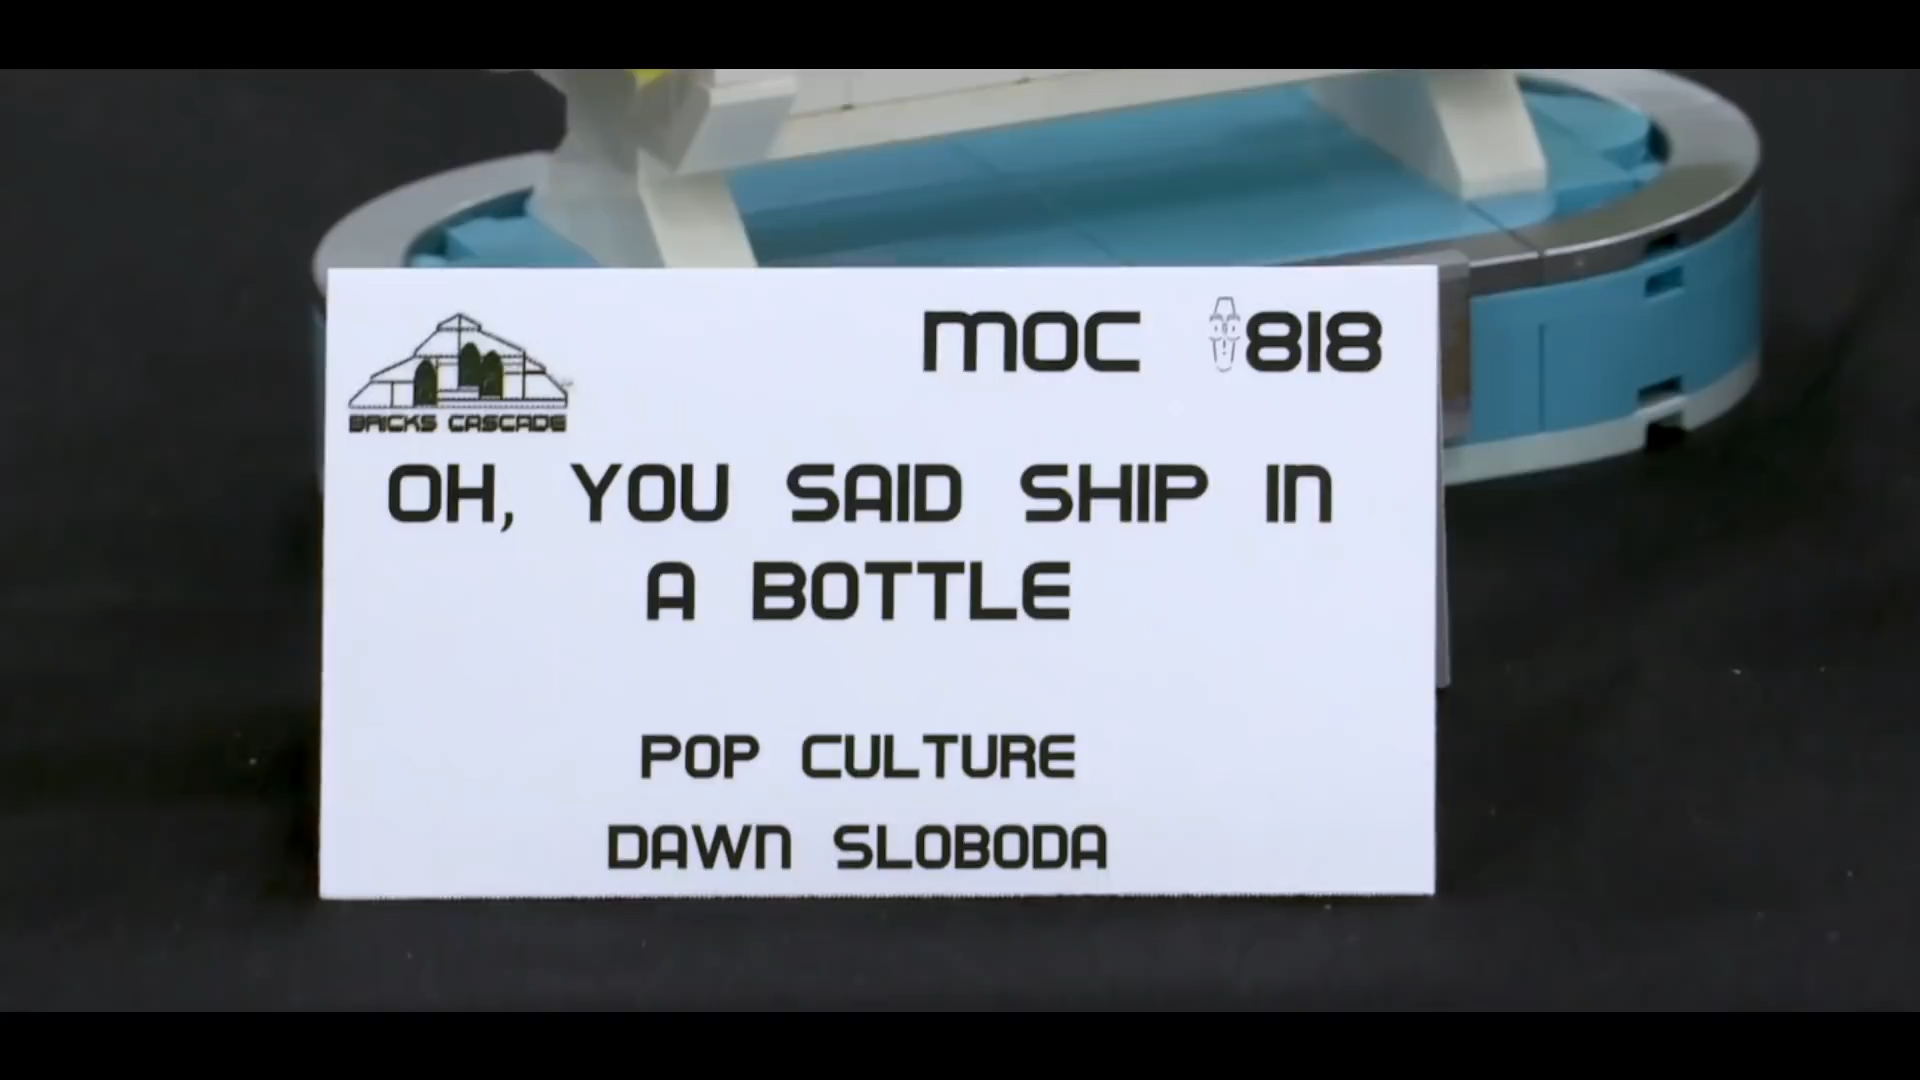 MOC 818
BRICKS CASCADE
OH, YOU SAID SHIP IN
A BOTTLE
POP CULTURE
DAWN SLOBODA